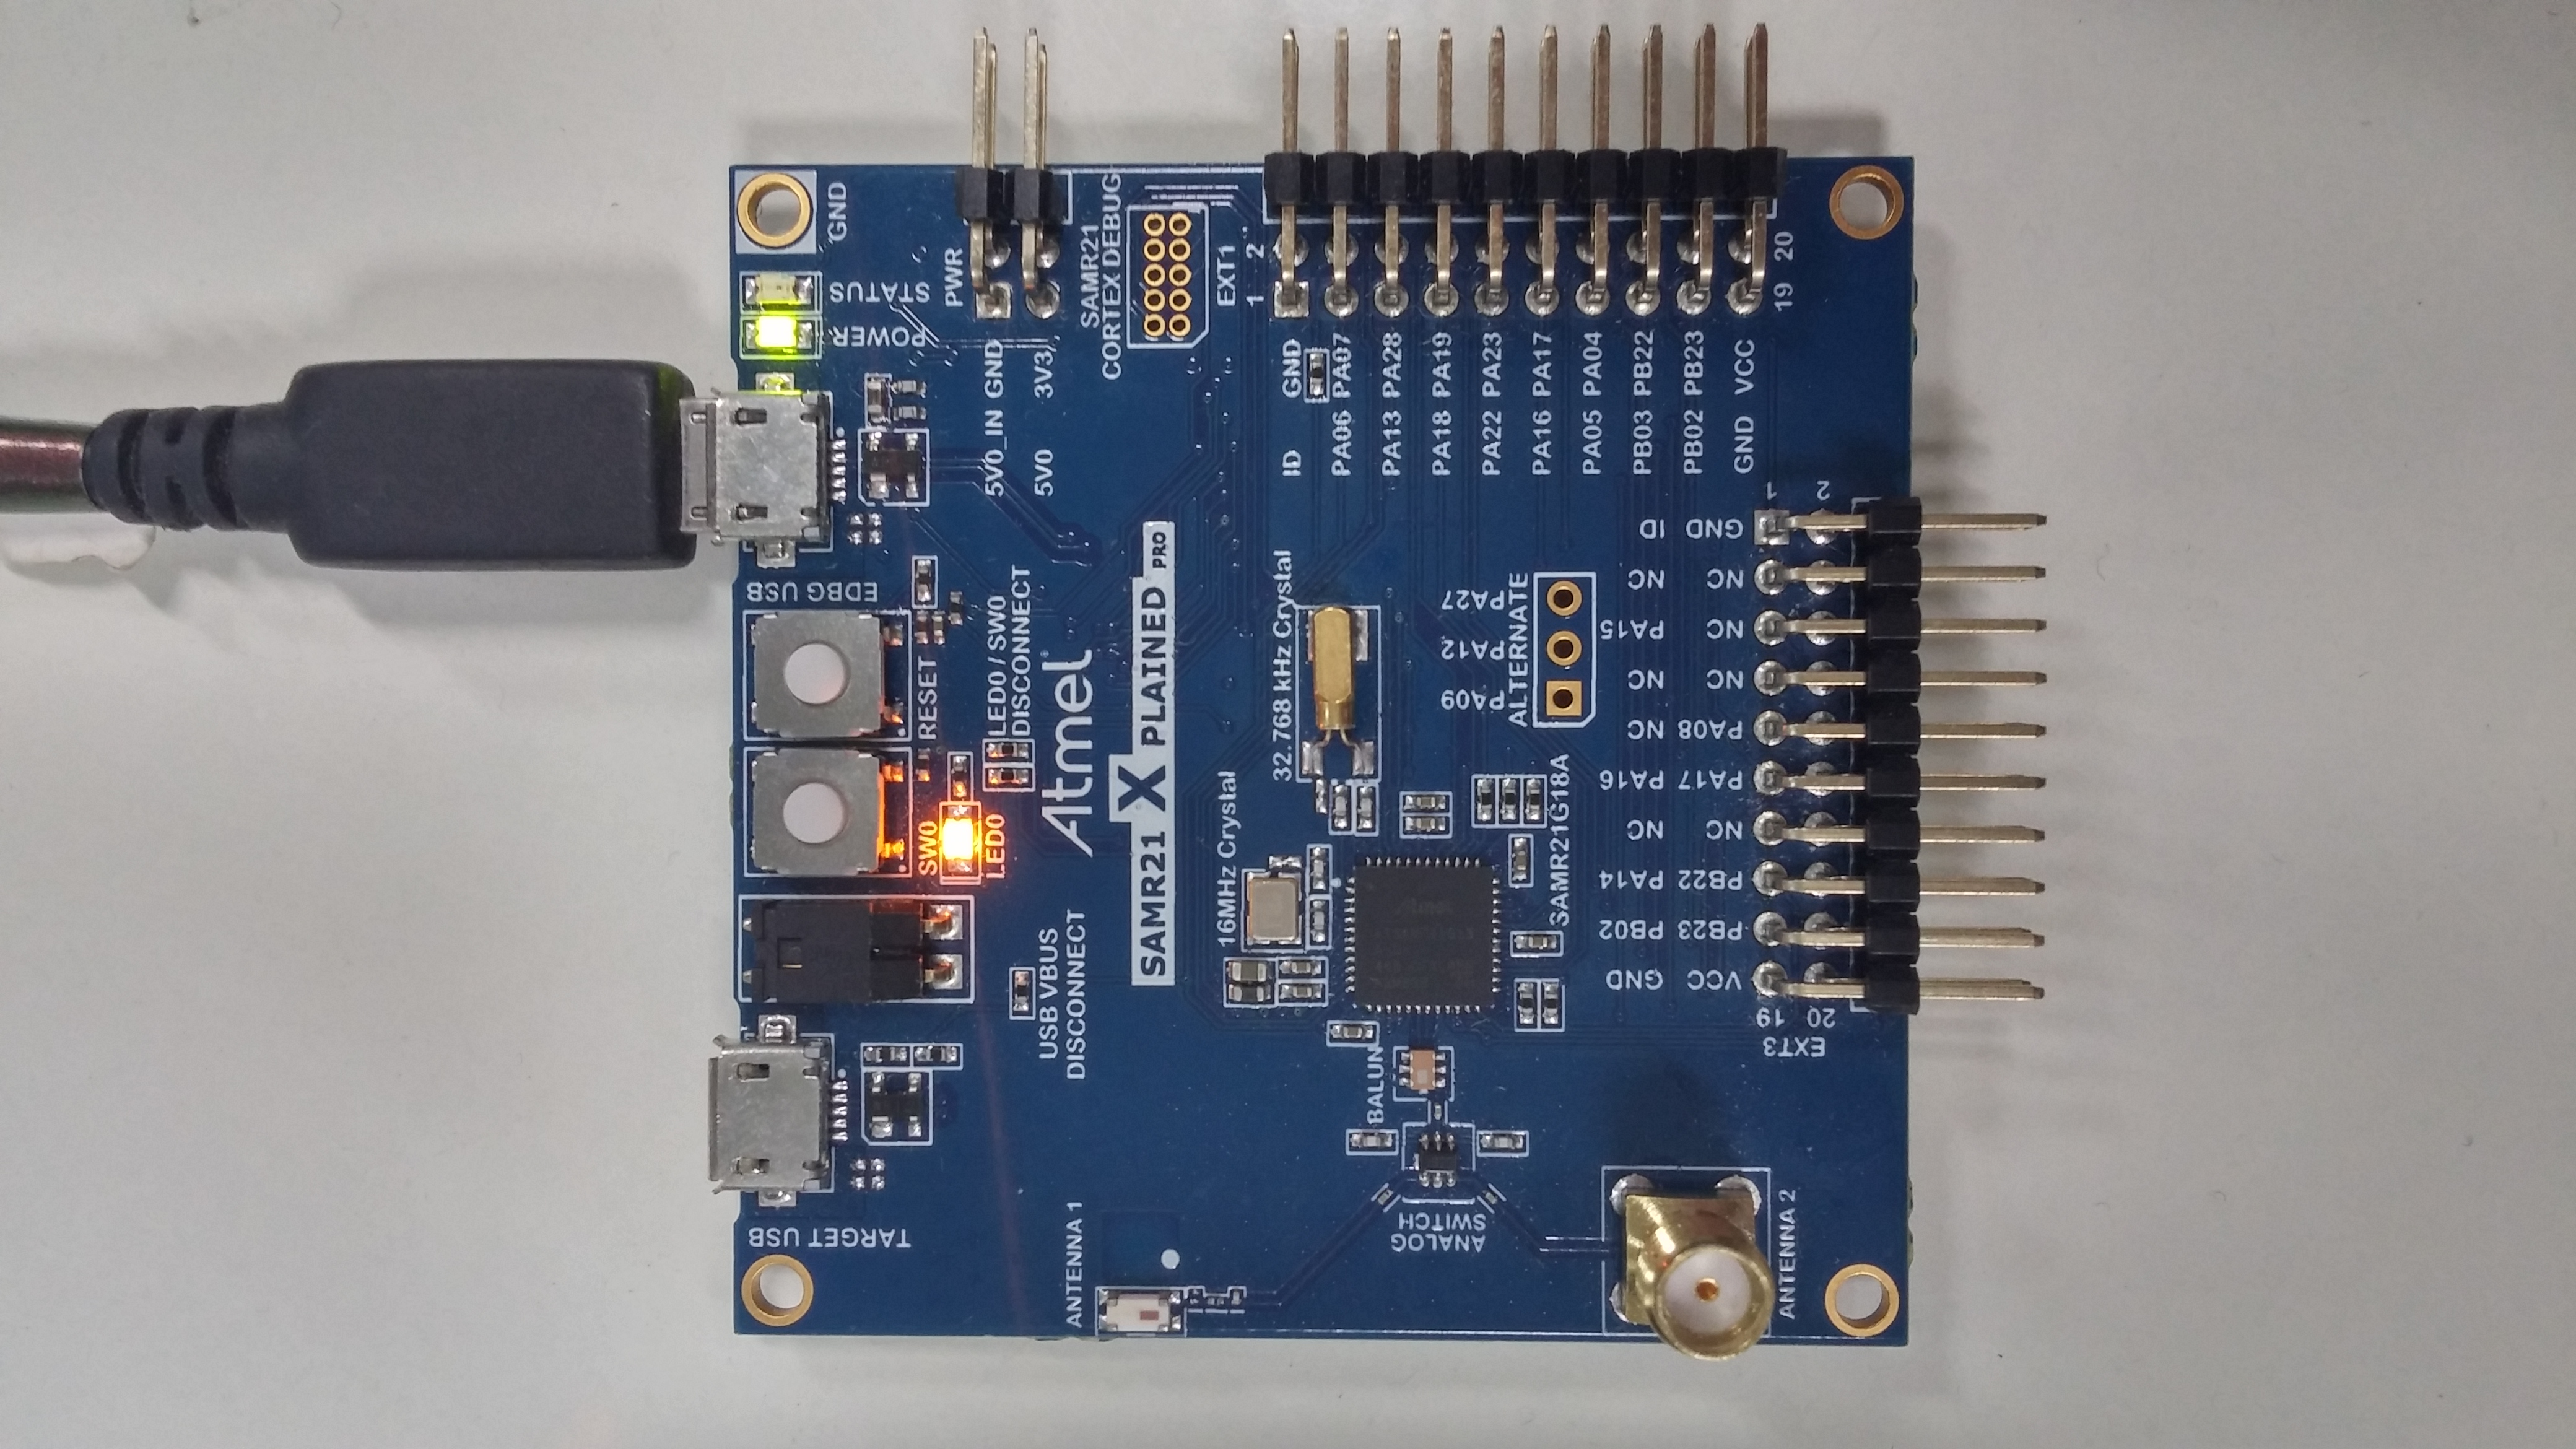 TARGET USB
EDBG USB
POWER
STATUS
GND
SW0
RESET
LED0
LED0 / SW0
DISCONNECT
PWR
5V0_IN GND
5V0 3V3
USB VBUS
DISCONNECT
Atmel
ANTENNA 1
SAMR21 XPLAINED PRO
SAMR21
CORTEX DEBUG
EXT1
1 2
16MHz Crystal
32.768 kHz Crystal
ID GND
PA06 PA07
PA13 PA28
PA18 PA19
PA22 PA23
PA16 PA17
PA05 PA04
PB03 PB22
PB02 PB23
GND VCC
19 20
BALUN
ANALOG
SWITCH
PA09
PA12
PA27
ALTERNATE
SAMR21G18A
VCC GND
PB23 PB02
PB22 PA14
NC NC
PA17 PA16
PA08 NC
NC NC
NC PA15
NC NC
GND ID
ANTENNA 2
EXT3
20 19
2 1